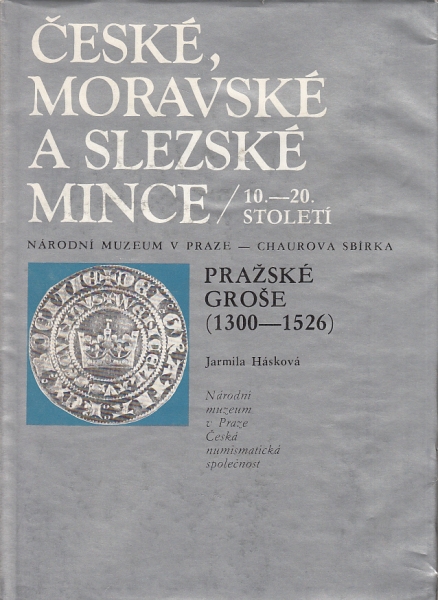 ČESKÉ,
MORAVSKÉ
A SLEZSKÉ
MINCE / 10.—20.
STOLETÍ
NÁRODNÍ MUZEUM V PRAZE — CHAUROVA SBÍRKA
PRAŽSKÉ
GROŠE
(1300—1526)
Jarmila Hásková
Národní
muzeum
v Praze
Česká
numismatická
společnost